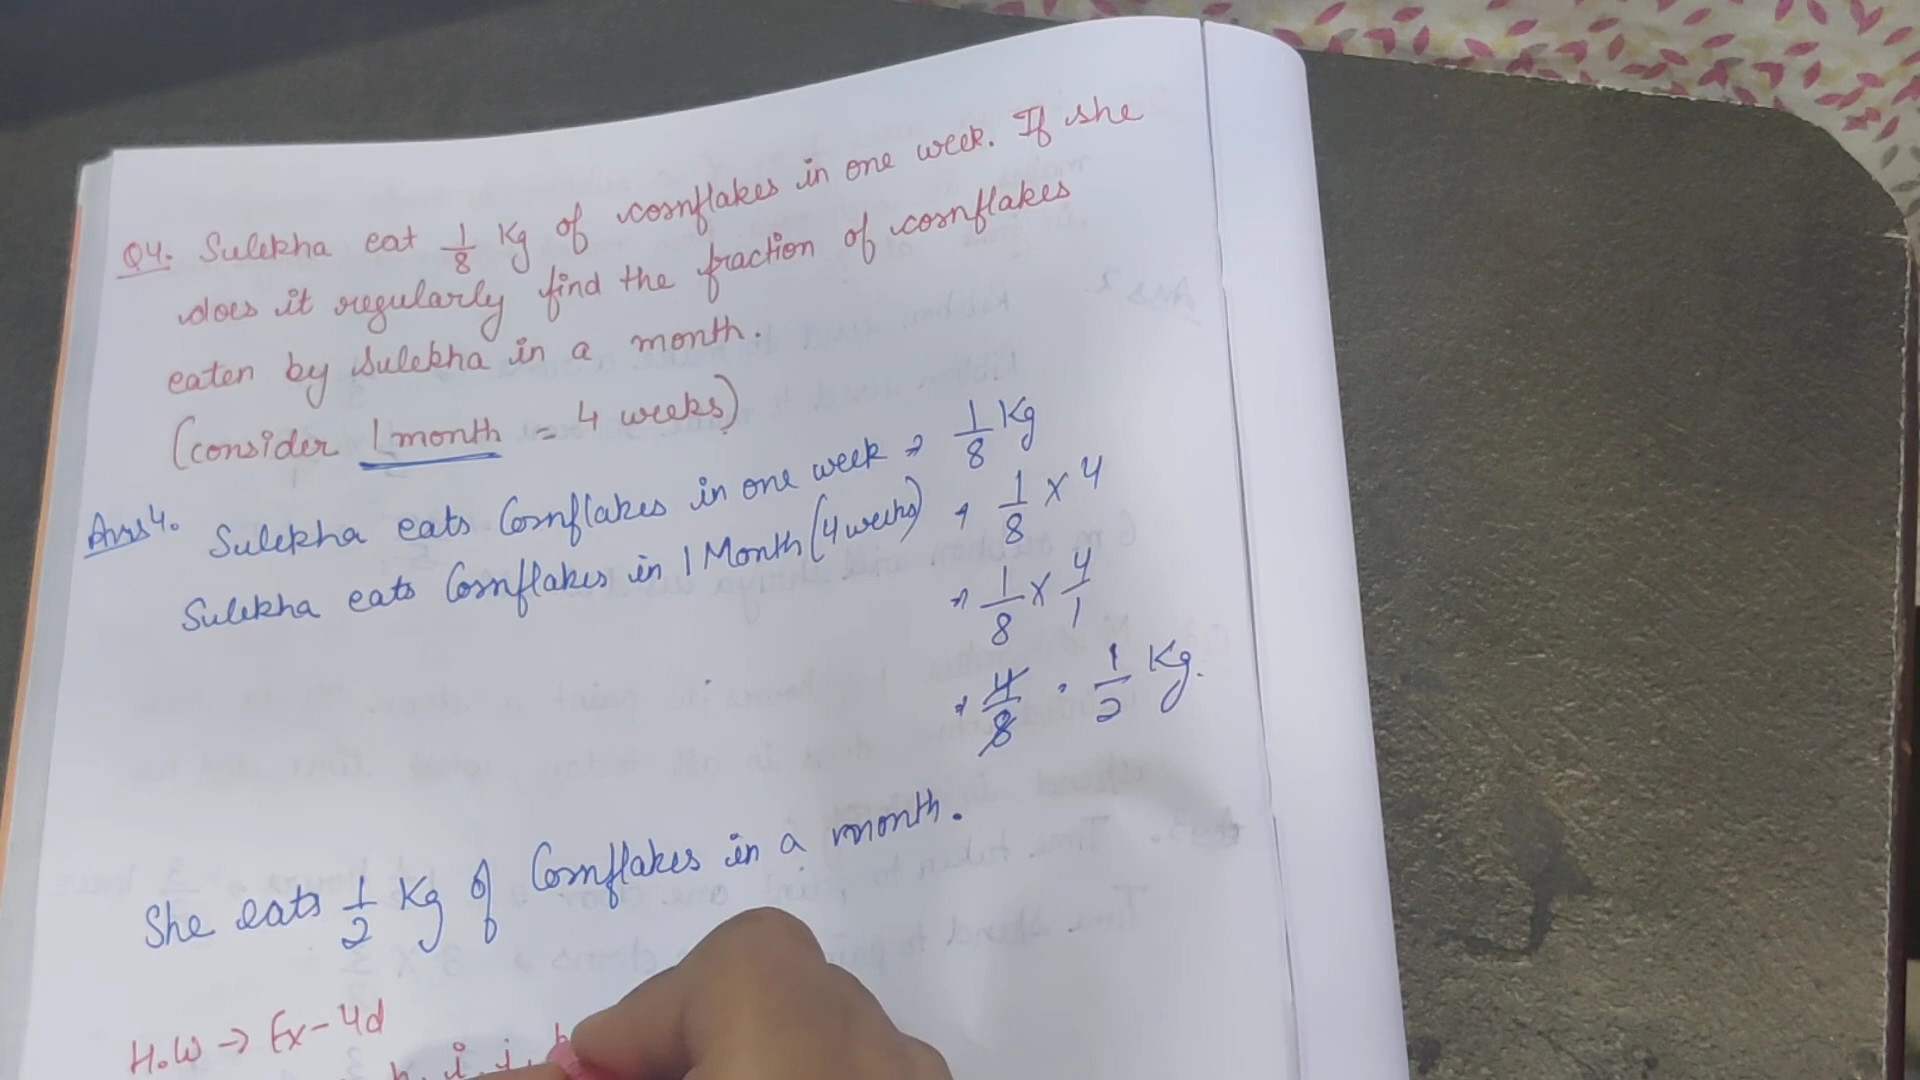 Q4. Sulekha eat 1/8 Kg of cornflakes in one week. If she
does it regularly find the fraction of cornflakes
eaten by Sulekha in a month.
(consider 1 month = 4 weeks)
Ans4. Sulekha eats Cornflakes in one week → 1/8 Kg
Sulekha eats Cornflakes in 1 Month (4 weeks) → 1/8 x 4
→ 1/8 x 4/1
→ 4/8 = 1/2 Kg.
She eats 1/2 Kg of Cornflakes in a month.
H.W → Ex-4d
h, i, j,